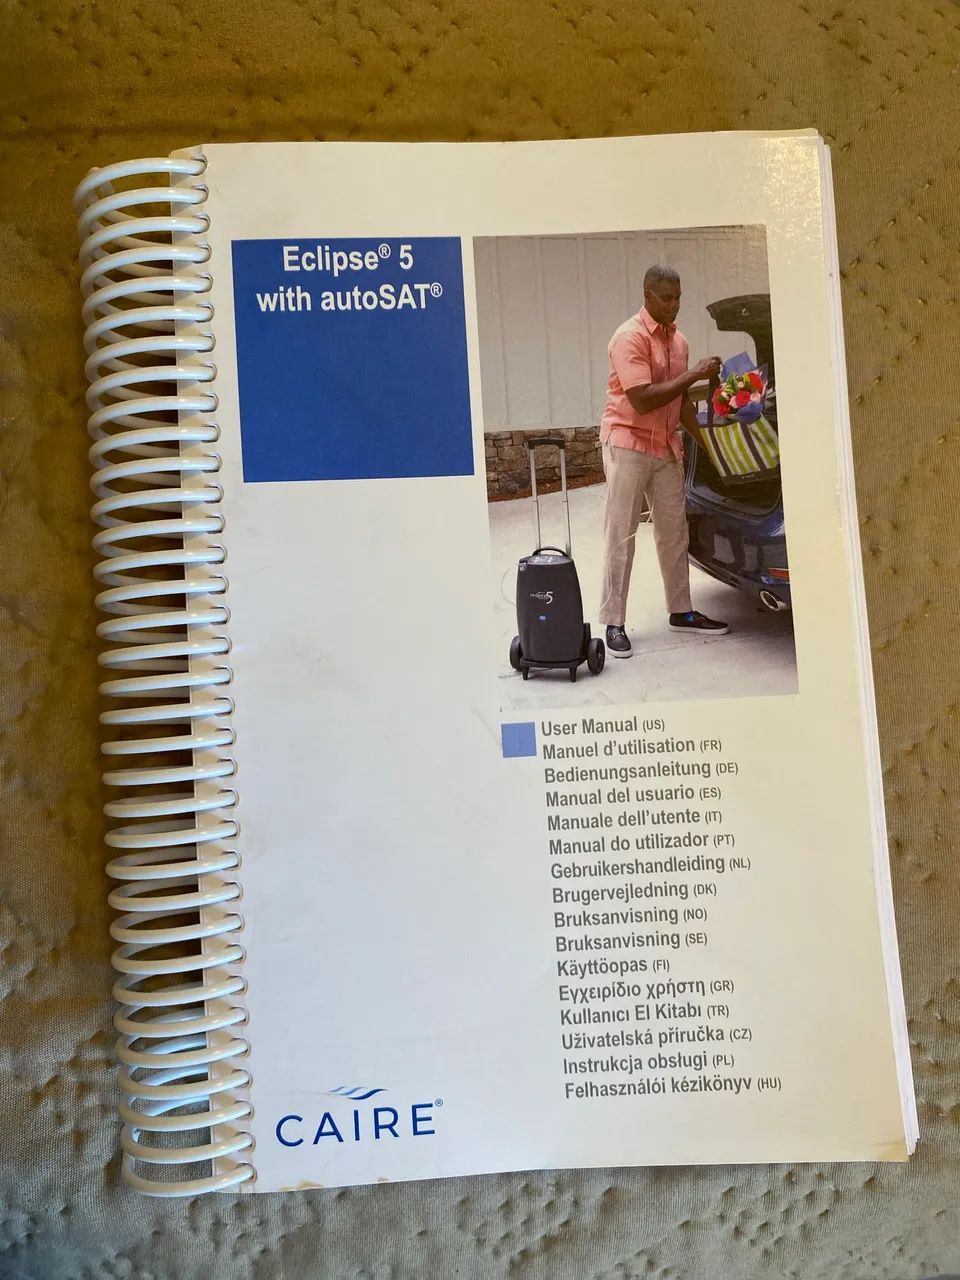 Eclipse® 5
with autoSAT®
5
User Manual (US)
Manuel d'utilisation (FR)
Bedienungsanleitung (DE)
Manual del usuario (ES)
Manuale dell'utente (IT)
Manual do utilizador (PT)
Gebruikershandleiding (NL)
Brugervejledning (DK)
Bruksanvisning (NO)
Bruksanvisning (SE)
Käyttöopas (FI)
Εγχειρίδιο χρήστη (GR)
Kullanıcı El Kitabı (TR)
Uživatelská příručka (CZ)
Instrukcja obsługi (PL)
Felhasználói kézikönyv (HU)
CAIRE®